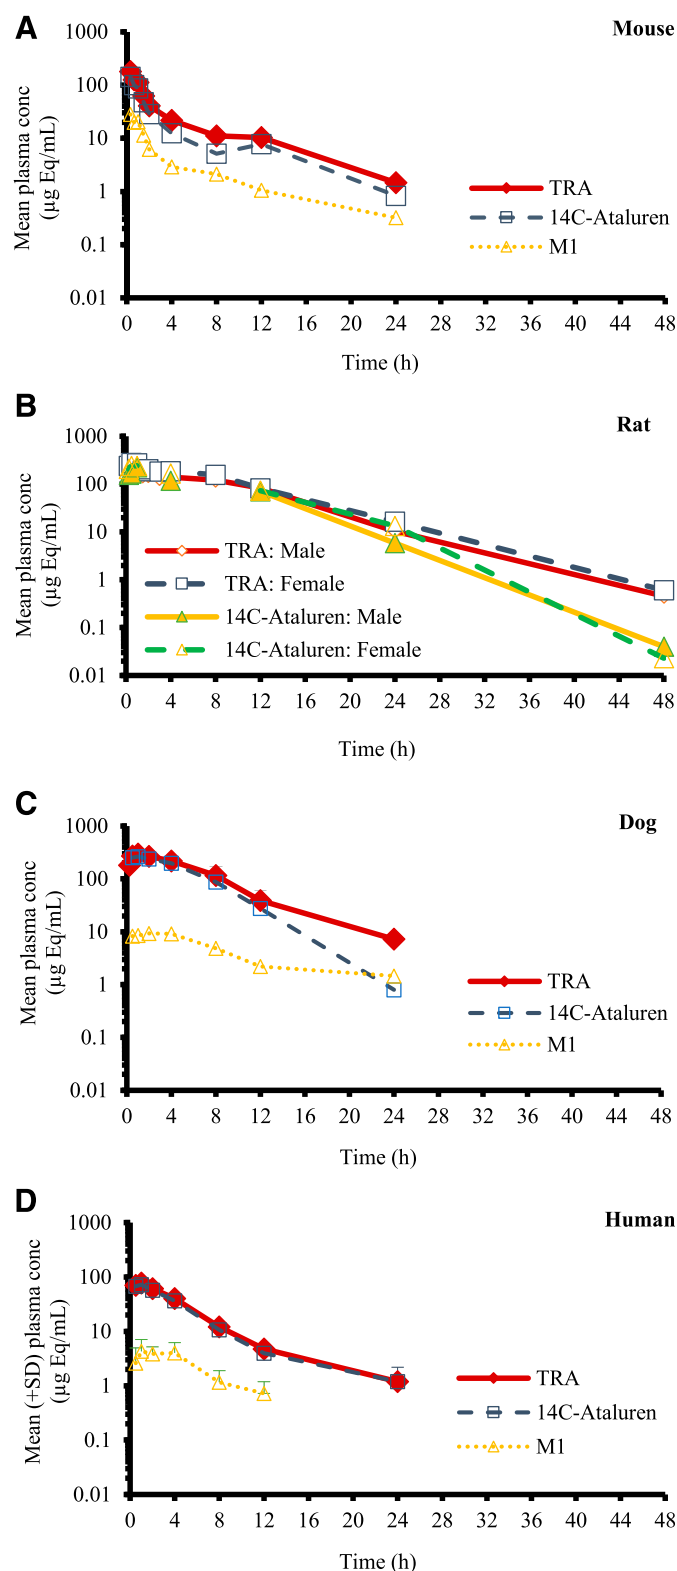 A
Mouse
1000
100
10
1
0.1
0.01
Mean plasma conc
(µg Eq/mL)
TRA
14C-Ataluren
M1
0 4 8 12 16 20 24 28 32 36 40 44 48
Time (h)
B
Rat
1000
100
10
1
0.1
0.01
Mean plasma conc
(µg Eq/mL)
TRA: Male
TRA: Female
14C-Ataluren: Male
14C-Ataluren: Female
0 4 8 12 16 20 24 28 32 36 40 44 48
Time (h)
C
Dog
1000
100
10
1
0.1
0.01
Mean plasma conc
(µg Eq/mL)
TRA
14C-Ataluren
M1
0 4 8 12 16 20 24 28 32 36 40 44 48
Time (h)
D
Human
1000
100
10
1
0.1
0.01
Mean (+SD) plasma conc
(µg Eq/mL)
TRA
14C-Ataluren
M1
0 4 8 12 16 20 24 28 32 36 40 44 48
Time (h)